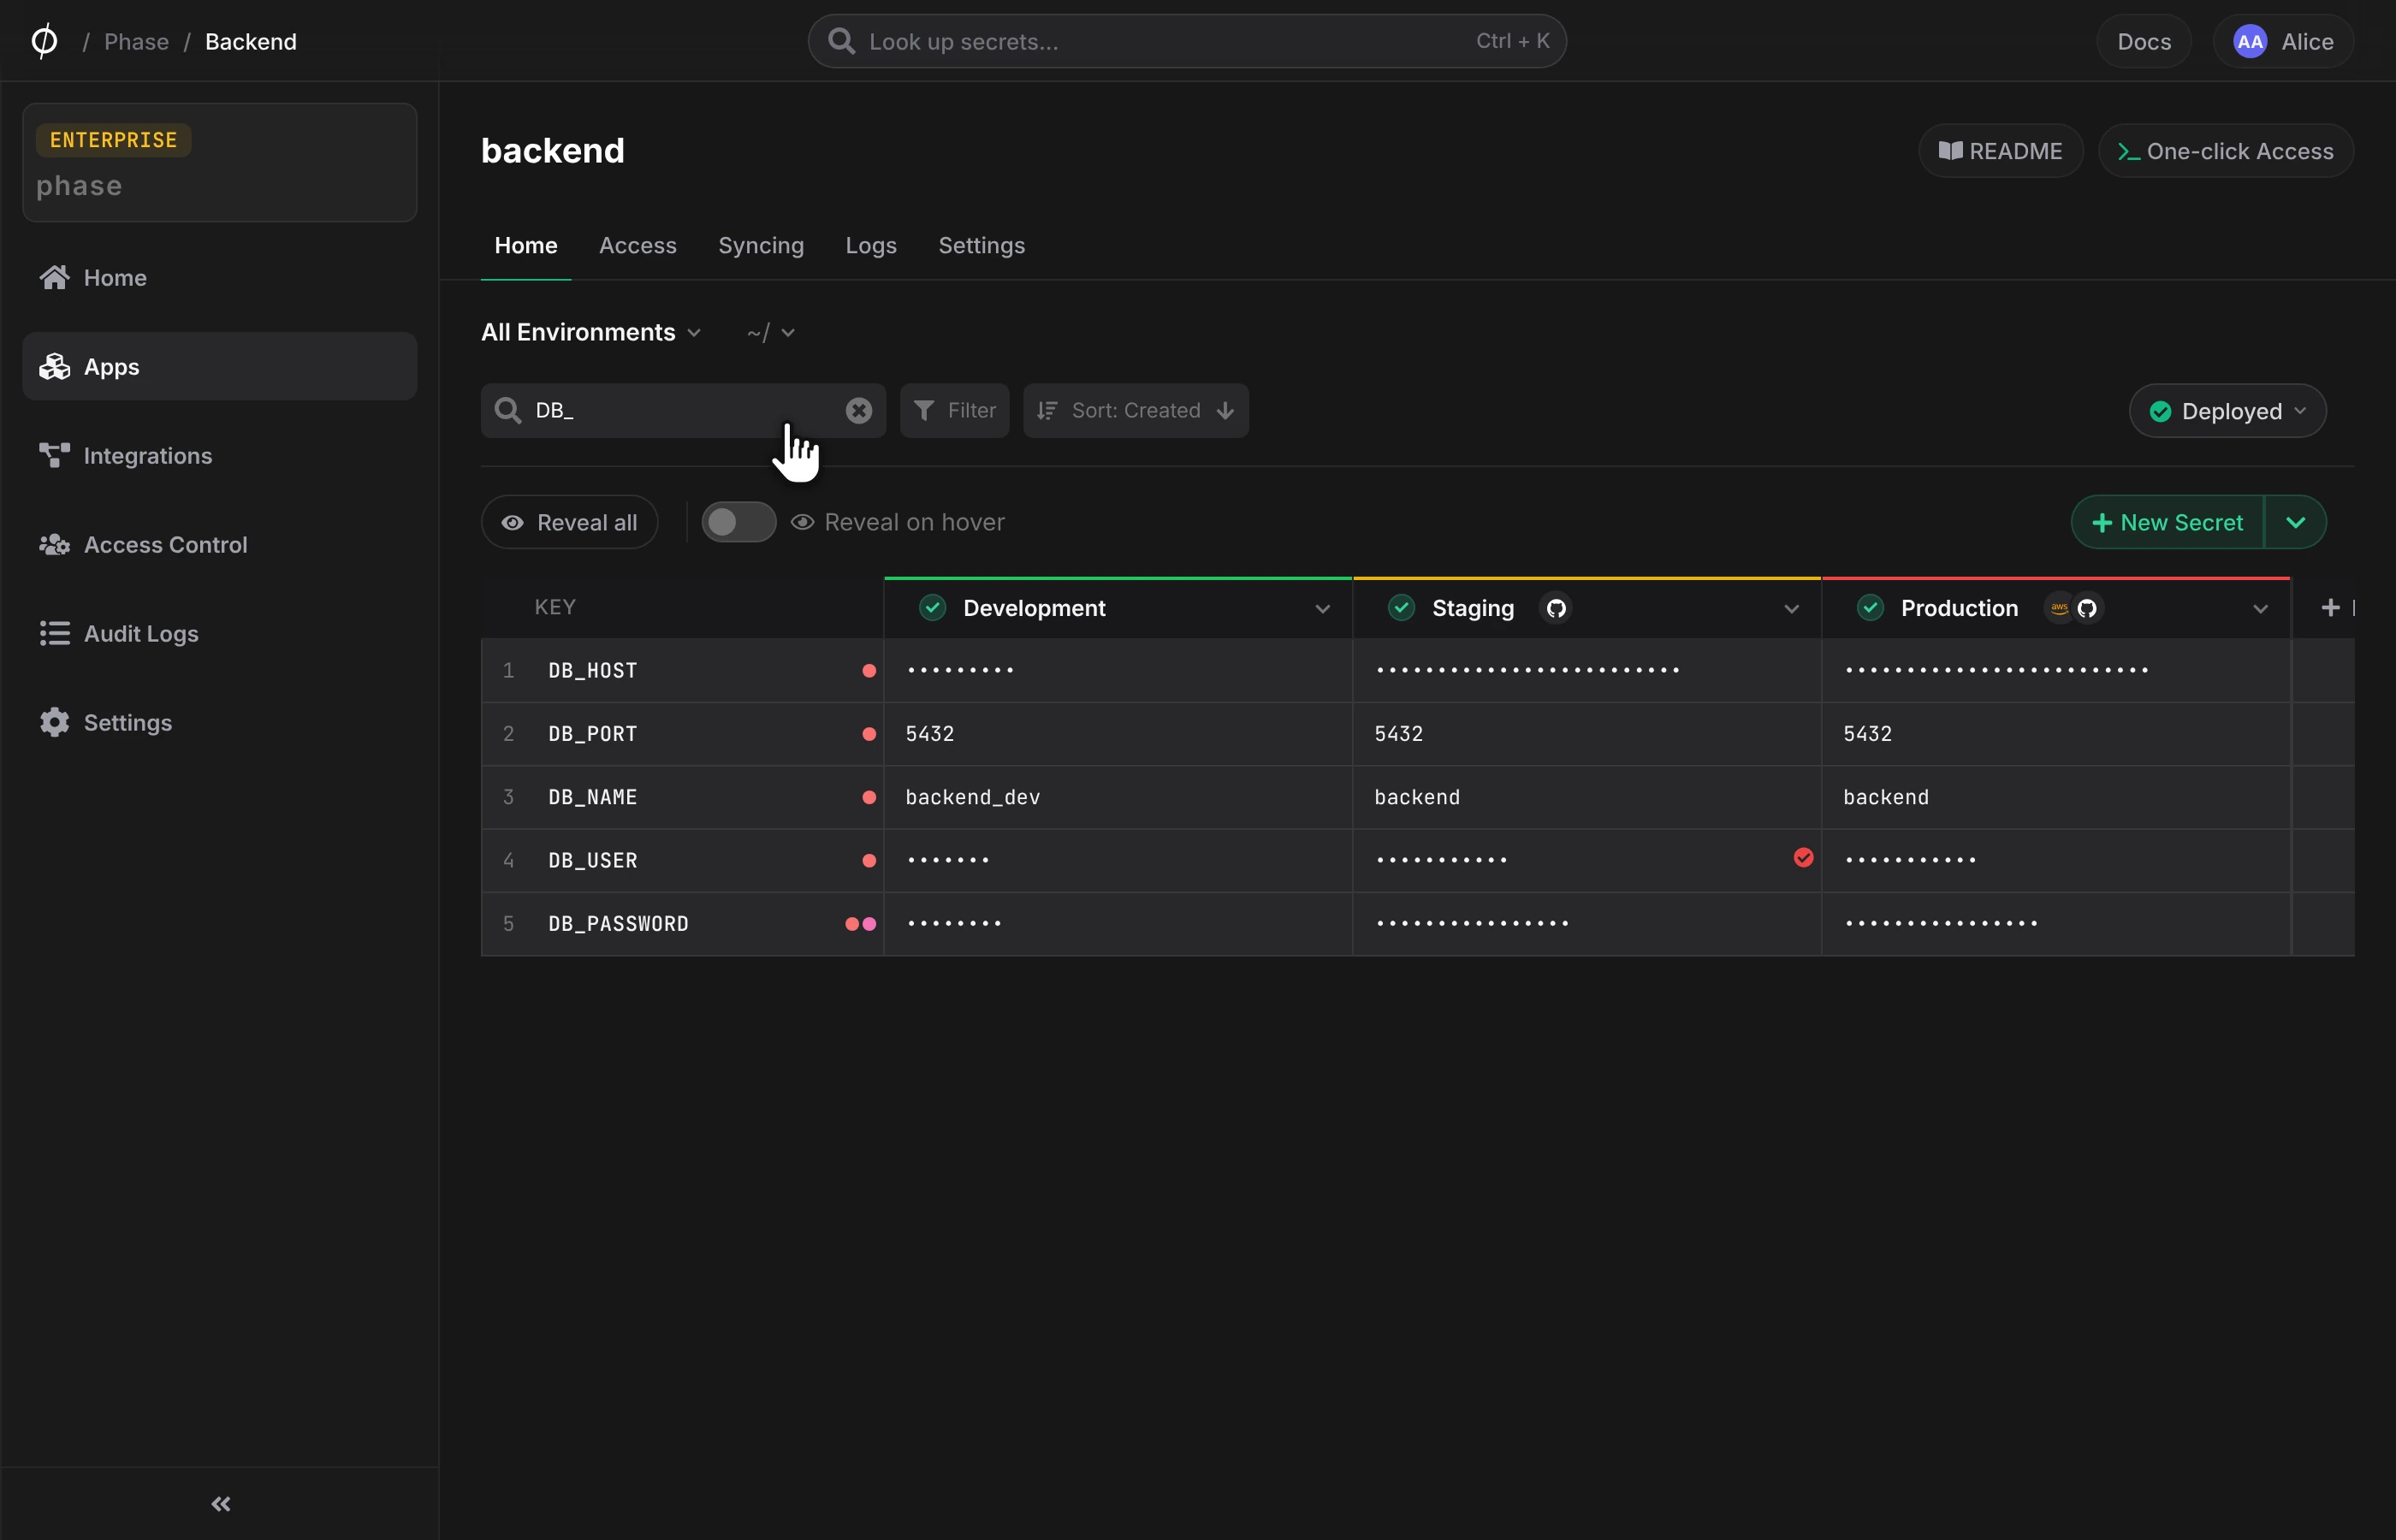 / Phase / Backend
Look up secrets... Ctrl + K
Docs
AA Alice
ENTERPRISE
phase
Home
Apps
Integrations
Access Control
Audit Logs
Settings
backend
README
One-click Access
Home Access Syncing Logs Settings
All Environments ~/
DB_
Filter
Sort: Created
Deployed
Reveal all
Reveal on hover
New Secret
KEY Development Staging Production aws
1 DB_HOST ••••••••• •••••••••••••••••••••••• ••••••••••••••••••••••••
2 DB_PORT 5432 5432 5432
3 DB_NAME backend_dev backend backend
4 DB_USER ••••••• ••••••••••• •••••••••••
5 DB_PASSWORD •••••••• •••••••••••••••• ••••••••••••••••